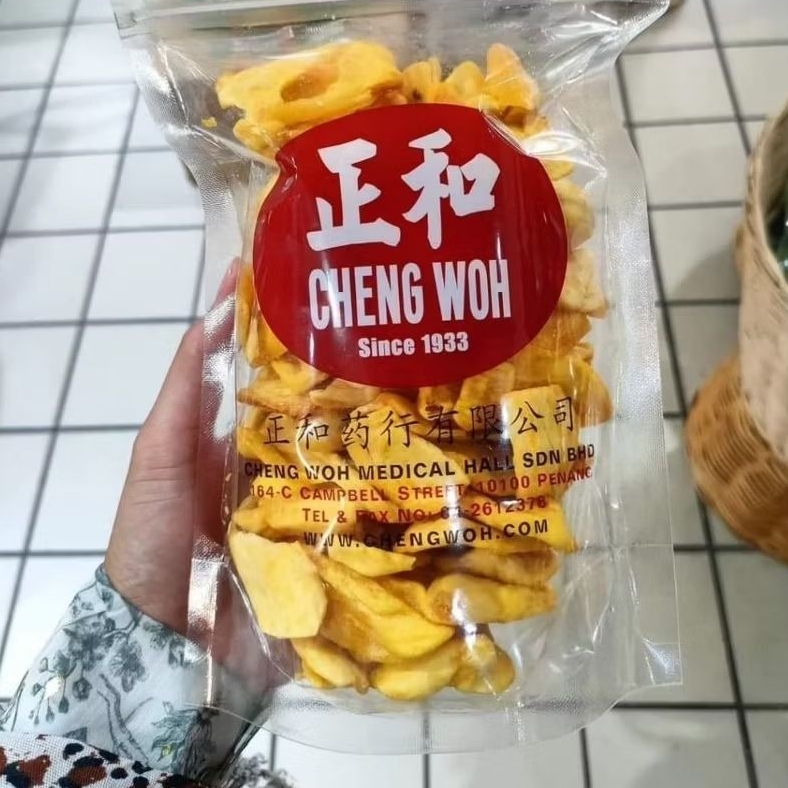 正和
CHENG WOH
Since 1933
正和药行有限公司
CHENG WOH MEDICAL HALL SDN BHD
164-C CAMPBELL STREET, 10100 PENANG
TEL & FAX NO: 04-2612378
WWW.CHENGWOH.COM